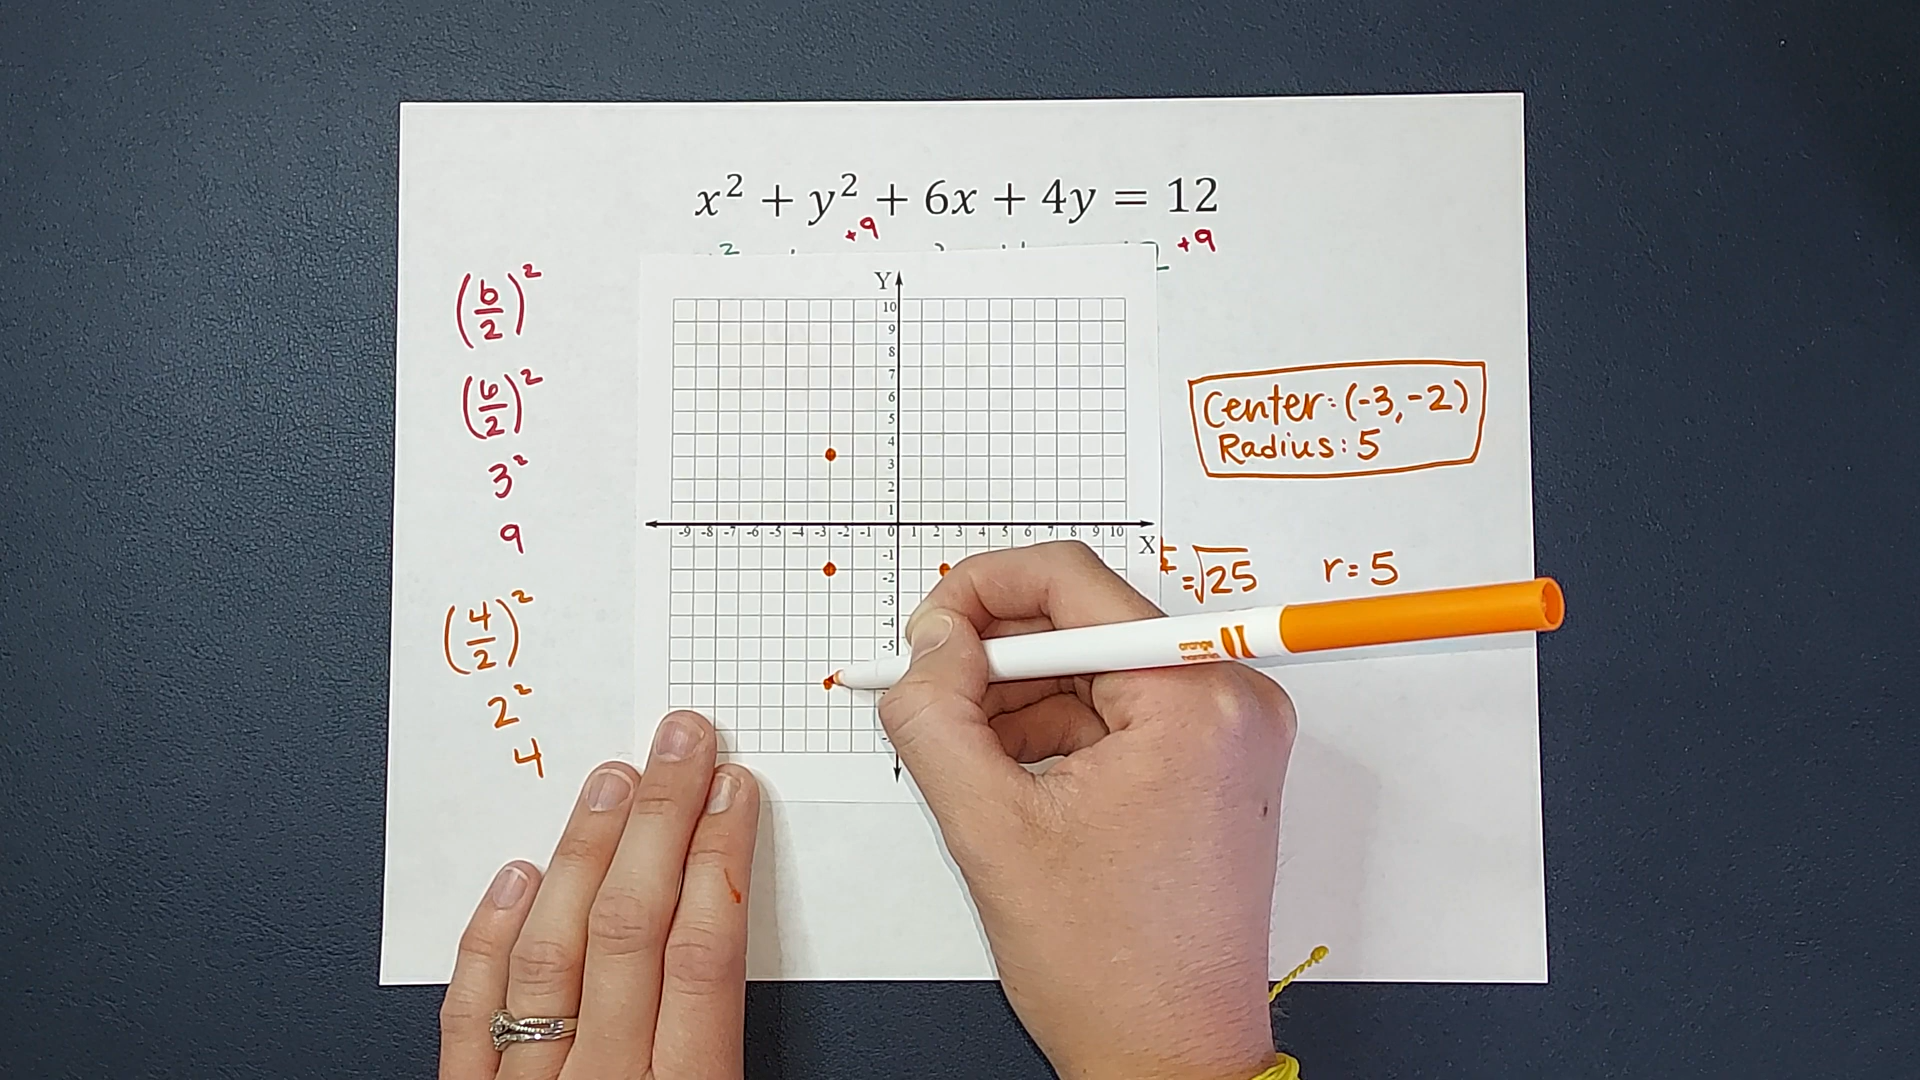 x² + y² + 6x + 4y = 12
+9 +9
(6/2)²
(6/2)²
3²
9
(4/2)²
2²
4
Y
10
9
8
7
6
5
4
3
2
1
-9 -8 -7 -6 -5 -4 -3 -2 -1 0 1 2 3 4 5 6 7 8 9 10
X
-1
-2
-3
-4
-5
Center: (-3,-2)
Radius: 5
=√25 r=5
orange
naranja